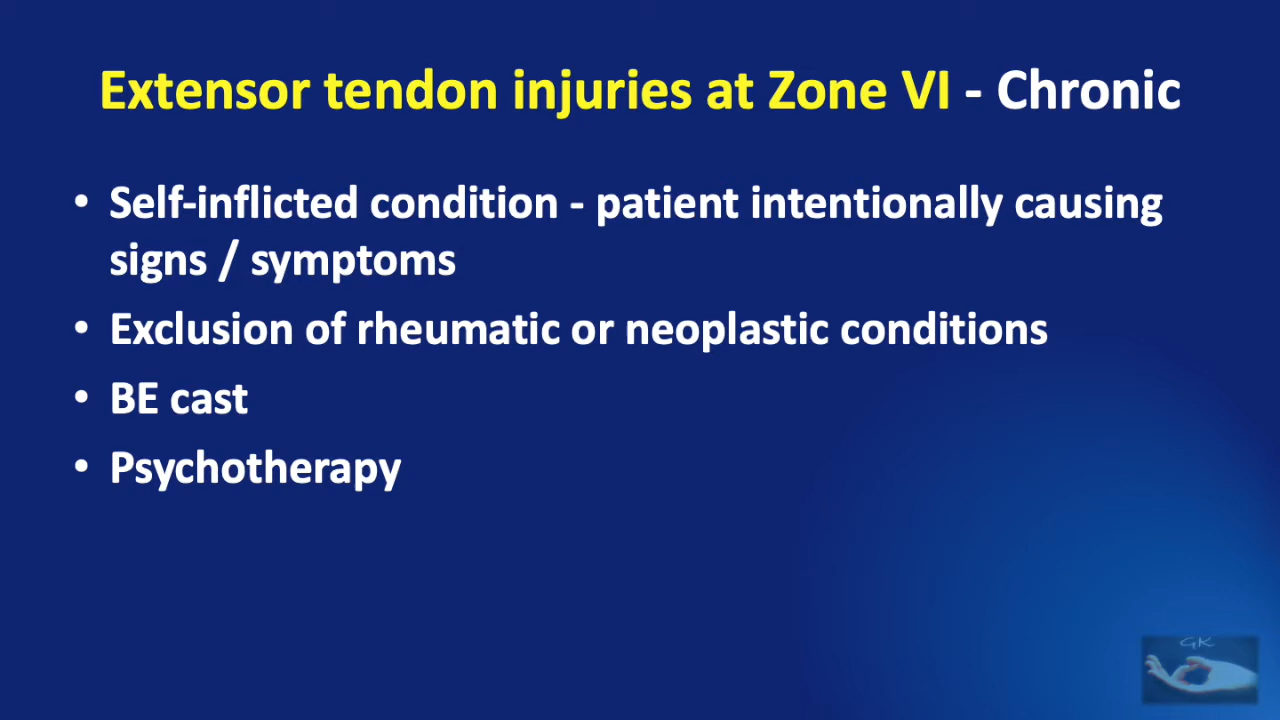 Extensor tendon injuries at Zone VI - Chronic
• Self-inflicted condition - patient intentionally causing
signs / symptoms
• Exclusion of rheumatic or neoplastic conditions
• BE cast
• Psychotherapy
GK